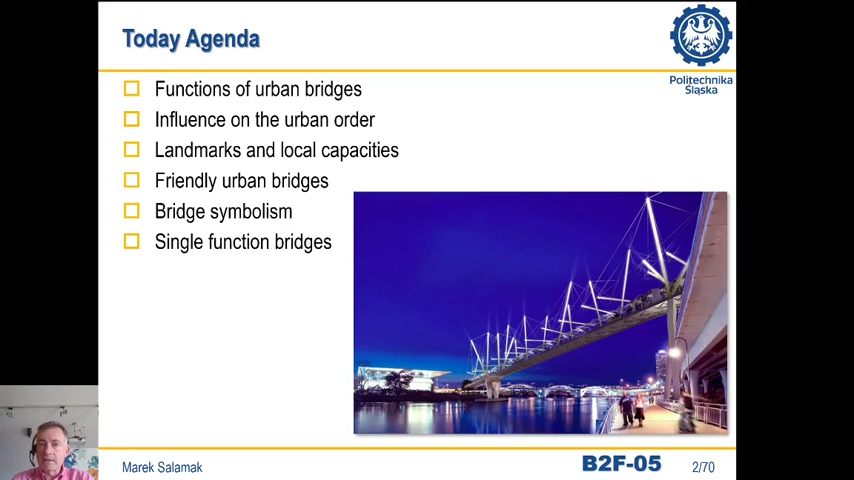 Today Agenda
Politechnika
Śląska
Functions of urban bridges
Influence on the urban order
Landmarks and local capacities
Friendly urban bridges
Bridge symbolism
Single function bridges
Marek Salamak
B2F-05
2/70